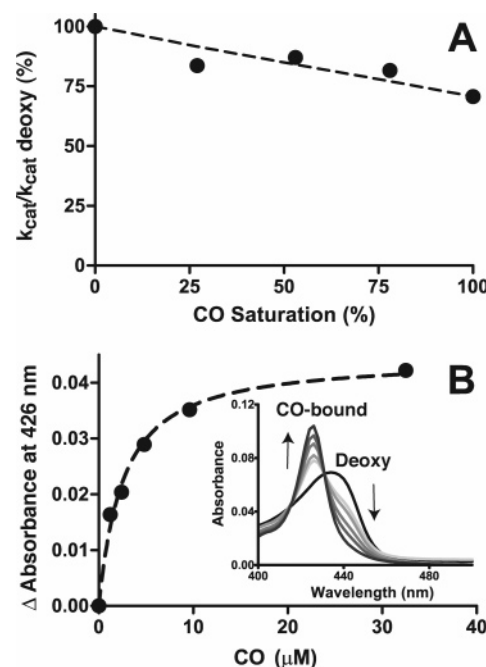 A
k_cat/k_cat deoxy (%)
100
75
50
25
0
0 25 50 75 100
CO Saturation (%)
B
Δ Absorbance at 426 nm
0.04
0.03
0.02
0.01
0.00
0 10 20 30 40
CO (μM)
CO-bound
Deoxy
Absorbance
0.12
0.08
0.04
0.00
400 440 480
Wavelength (nm)